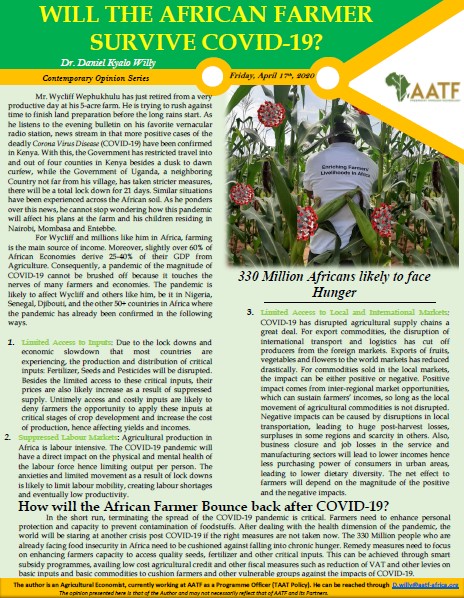 WILL THE AFRICAN FARMER
SURVIVE COVID-19?
Dr. Daniel Kyalo Willy
Contemporary Opinion Series
Friday, April 17th, 2020
AATF
Mr. Wycliff Wephukhulu has just retired from a very
productive day at his 5-acre farm. He is trying to rush against
time to finish land preparation before the long rains start. As
he listens to the evening bulletin on his favorite vernacular
radio station, news stream in that more positive cases of the
deadly Corona Virus Disease (COVID-19) have been confirmed
in Kenya. With this, the Government has restricted travel into
and out of four counties in Kenya besides a dusk to dawn
curfew, while the Government of Uganda, a neighboring
Country not far from his village, has taken stricter measures,
there will be a total lock down for 21 days. Similar situations
have been experienced across the African soil. As he ponders
over this news, he cannot stop wondering how this pandemic
will affect his plans at the farm and his children residing in
Nairobi, Mombasa and Entebbe.
For Wycliff and millions like him in Africa, farming
is the main source of income. Moreover, slightly over 60% of
African Economies derive 25-40% of their GDP from
Agriculture. Consequently, a pandemic of the magnitude of
COVID-19 cannot be brushed off because it touches the
nerves of many farmers and economies. The pandemic is
likely to affect Wycliff and others like him, be it in Nigeria,
Senegal, Djibouti, and the other 50+ countries in Africa where
the pandemic has already been confirmed in the following
ways.
1. Limited Access to Inputs: Due to the lock downs and
economic slowdown that most countries are
experiencing, the production and distribution of critical
inputs: Fertilizer, Seeds and Pesticides will be disrupted.
Besides the limited access to these critical inputs, their
prices are also likely increase as a result of suppressed
supply. Untimely access and costly inputs are likely to
deny farmers the opportunity to apply these inputs at
critical stages of crop development and increase the cost
of production, hence affecting yields and incomes.
2. Suppressed Labour Markets: Agricultural production in
Africa is labour intensive. The COVID-19 pandemic will
have a direct impact on the physical and mental health of
the labour force hence limiting output per person. The
anxieties and limited movement as a result of lock downs
is likely to limit labour mobility, creating labour shortages
and eventually low productivity.
Enriching Farmers'
Livelihoods in Africa
330 Million Africans likely to face
Hunger
3. Limited Access to Local and International Markets:
COVID-19 has disrupted agricultural supply chains a
great deal. For export commodities, the disruption of
international transport and logistics has cut off
producers from the foreign markets. Exports of fruits,
vegetables and flowers to the world markets has reduced
drastically. For commodities sold in the local markets,
the impact can be either positive or negative. Positive
impact comes from inter-regional market opportunities,
which can sustain farmers' incomes, so long as the local
movement of agricultural commodities is not disrupted.
Negative impacts can be caused by disruptions in local
transportation, leading to huge post-harvest losses,
surpluses in some regions and scarcity in others. Also,
business closure and job losses in the service and
manufacturing sectors will lead to lower incomes hence
less purchasing power of consumers in urban areas,
leading to lower dietary diversity. The net effect to
farmers will depend on the magnitude of the positive
and the negative impacts.
How will the African Farmer Bounce back after COVID-19?
In the short run, terminating the spread of the COVID-19 pandemic is critical. Farmers need to enhance personal
protection and capacity to prevent contamination of foodstuffs. After dealing with the health dimension of the pandemic, the
world will be staring at another crisis post COVID-19 if the right measures are not taken now. The 330 Million people who are
already facing food insecurity in Africa need to be cushioned against falling into chronic hunger. Remedy measures need to focus
on enhancing farmers capacity to access quality seeds, fertilizer and other critical inputs. This can be achieved through smart
subsidy programmes, availing low cost agricultural credit and other fiscal measures such as reduction of VAT and other levies on
basic inputs and basic commodities to cushion farmers and other vulnerable groups against the impacts of COVID-19.
The author is an Agricultural Economist, currently working at AATF as a Programme Officer (TAAT Policy). He can be reached through D.willy@aatf-africa.org
The opinion presented here is that of the Author and may not necessarily reflect that of AATF and its Partners.